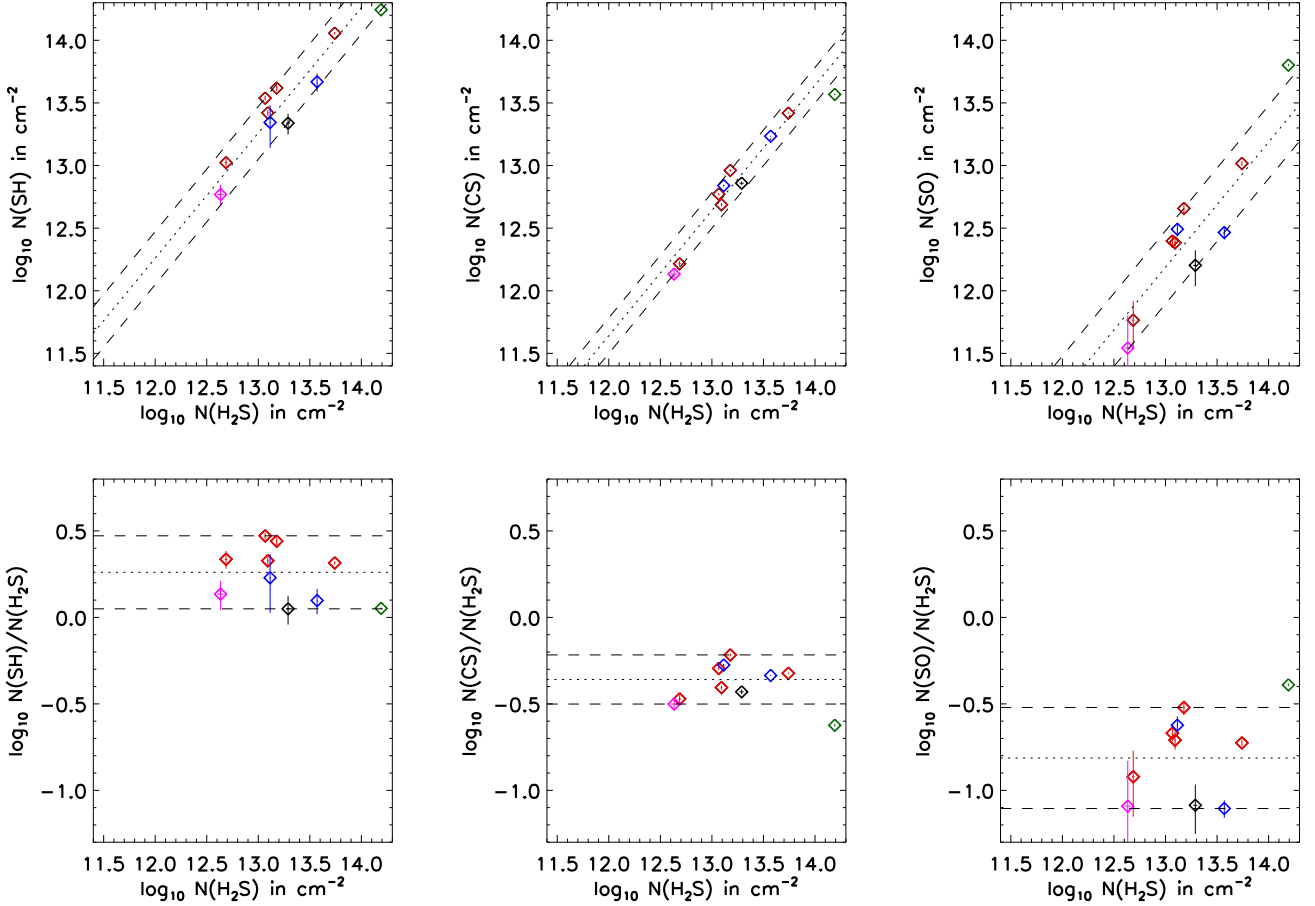 log₁₀ N(SH) in cm⁻²
14.0
13.5
13.0
12.5
12.0
11.5
11.5 12.0 12.5 13.0 13.5 14.0
log₁₀ N(H₂S) in cm⁻²
log₁₀ N(CS) in cm⁻²
14.0
13.5
13.0
12.5
12.0
11.5
11.5 12.0 12.5 13.0 13.5 14.0
log₁₀ N(H₂S) in cm⁻²
log₁₀ N(SO) in cm⁻²
14.0
13.5
13.0
12.5
12.0
11.5
11.5 12.0 12.5 13.0 13.5 14.0
log₁₀ N(H₂S) in cm⁻²
log₁₀ N(SH)/N(H₂S)
0.5
0.0
−0.5
−1.0
11.5 12.0 12.5 13.0 13.5 14.0
log₁₀ N(H₂S) in cm⁻²
log₁₀ N(CS)/N(H₂S)
0.5
0.0
−0.5
−1.0
11.5 12.0 12.5 13.0 13.5 14.0
log₁₀ N(H₂S) in cm⁻²
log₁₀ N(SO)/N(H₂S)
0.5
0.0
−0.5
−1.0
11.5 12.0 12.5 13.0 13.5 14.0
log₁₀ N(H₂S) in cm⁻²